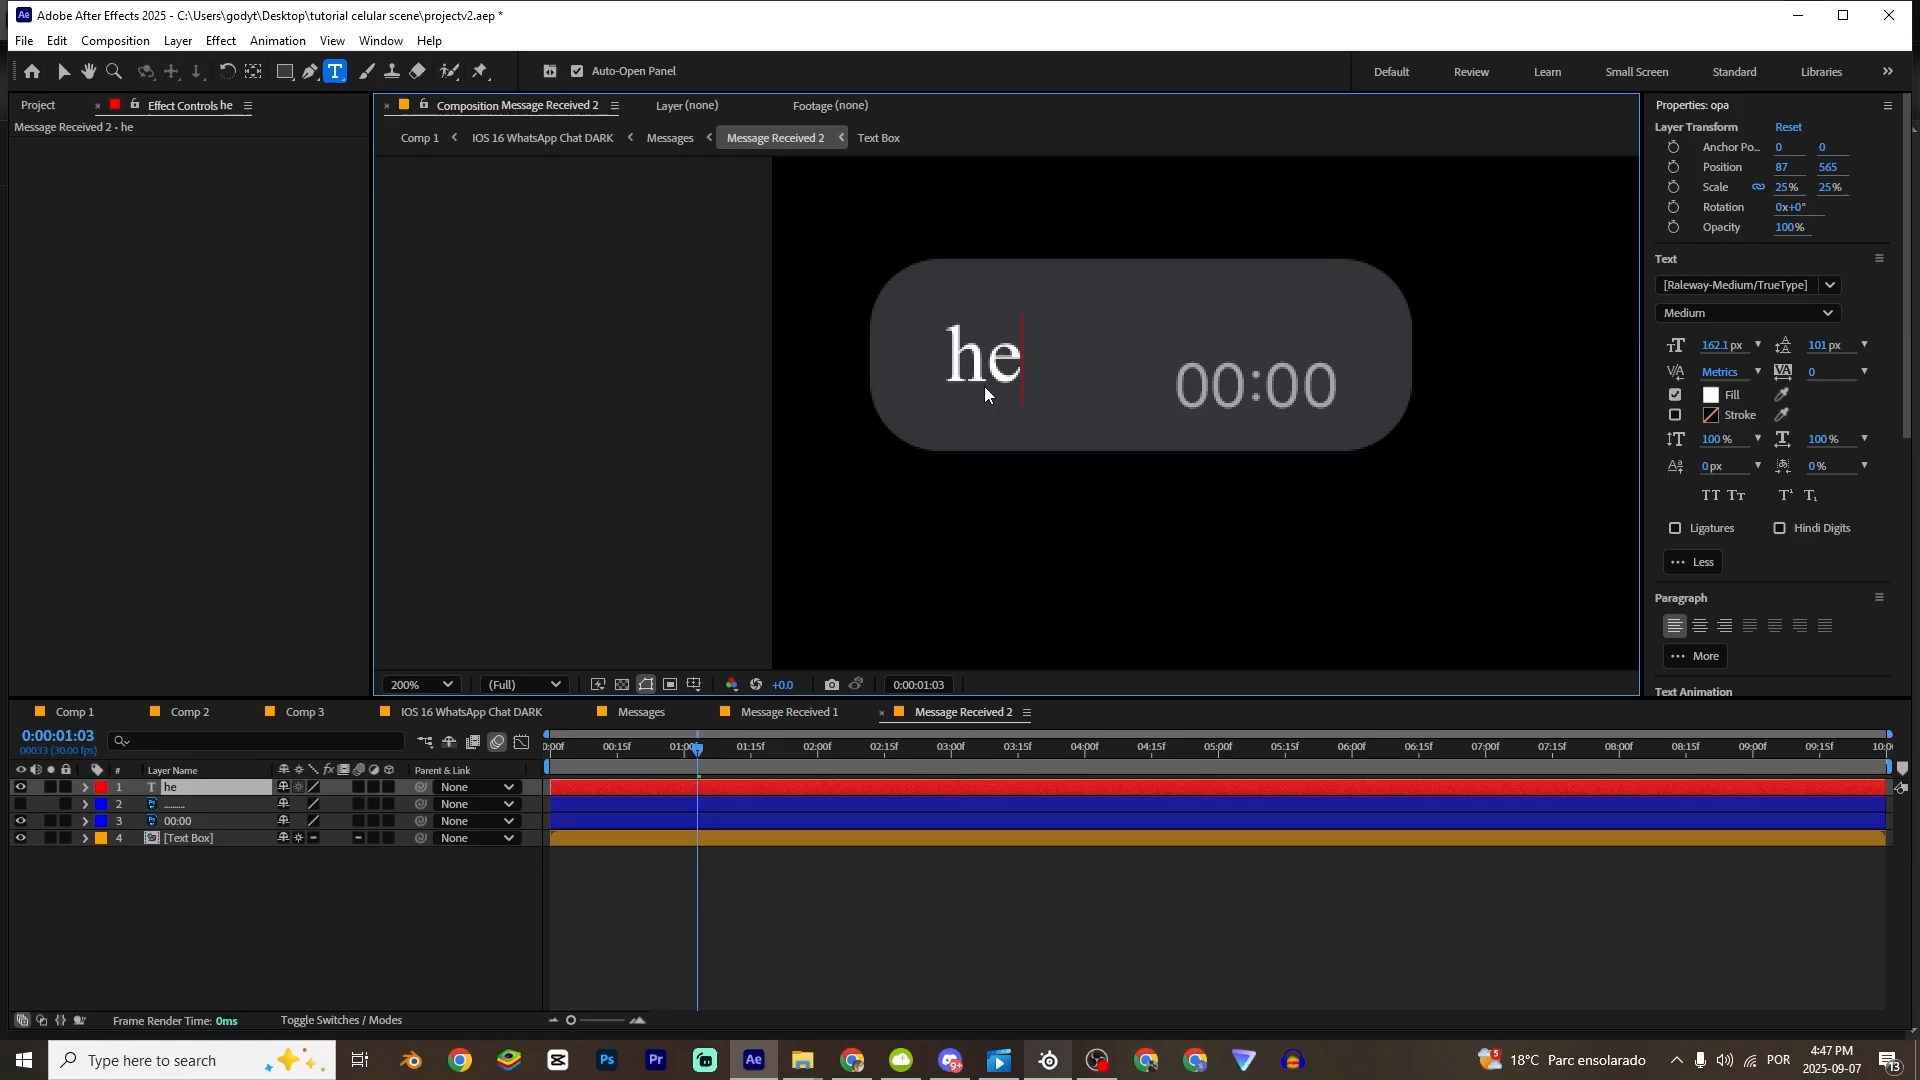 Adobe After Effects 2025 - C:\Users\godyt\Desktop\tutorial celular scene\projectv2.aep *
File Edit Composition Layer Effect Animation View Window Help
Auto-Open Panel
Default Review Learn Small Screen Standard Libraries
Project
Effect Controls he
Message Received 2 - he
Composition Message Received 2
Layer (none)
Footage (none)
Comp 1
IOS 16 WhatsApp Chat DARK
Messages
Message Received 2
Text Box
he
00:00
Properties: opa
Layer Transform Reset
Anchor Po... 0 0
Position 87 565
Scale 25% 25%
Rotation 0x+0°
Opacity 100%
Text
[Raleway-Medium/TrueType]
Medium
162.1 px 101 px
Metrics 0
Fill
Stroke
100 % 100 %
0 px 0 %
Ligatures Hindi Digits
Less
Paragraph
More
Text Animation
200% (Full) +0.0 0:00:01:03
Comp 1
Comp 2
Comp 3
IOS 16 WhatsApp Chat DARK
Messages
Message Received 1
Message Received 2
0:00:01:03
00033 (30.00 fps)
0:00f 00:15f 01:00f 01:15f 02:00f 02:15f 03:00f 03:15f 04:00f 04:15f 05:00f 05:15f 06:00f 06:15f 07:00f 07:15f 08:00f 08:15f 09:00f 09:15f 10:0
# Layer Name Parent & Link
1 he None
2 ......... None
3 00:00 None
4 [Text Box] None
Frame Render Time: 0ms
Toggle Switches / Modes
Type here to search
18°C Parc ensolarado
POR
4:47 PM
2025-09-07